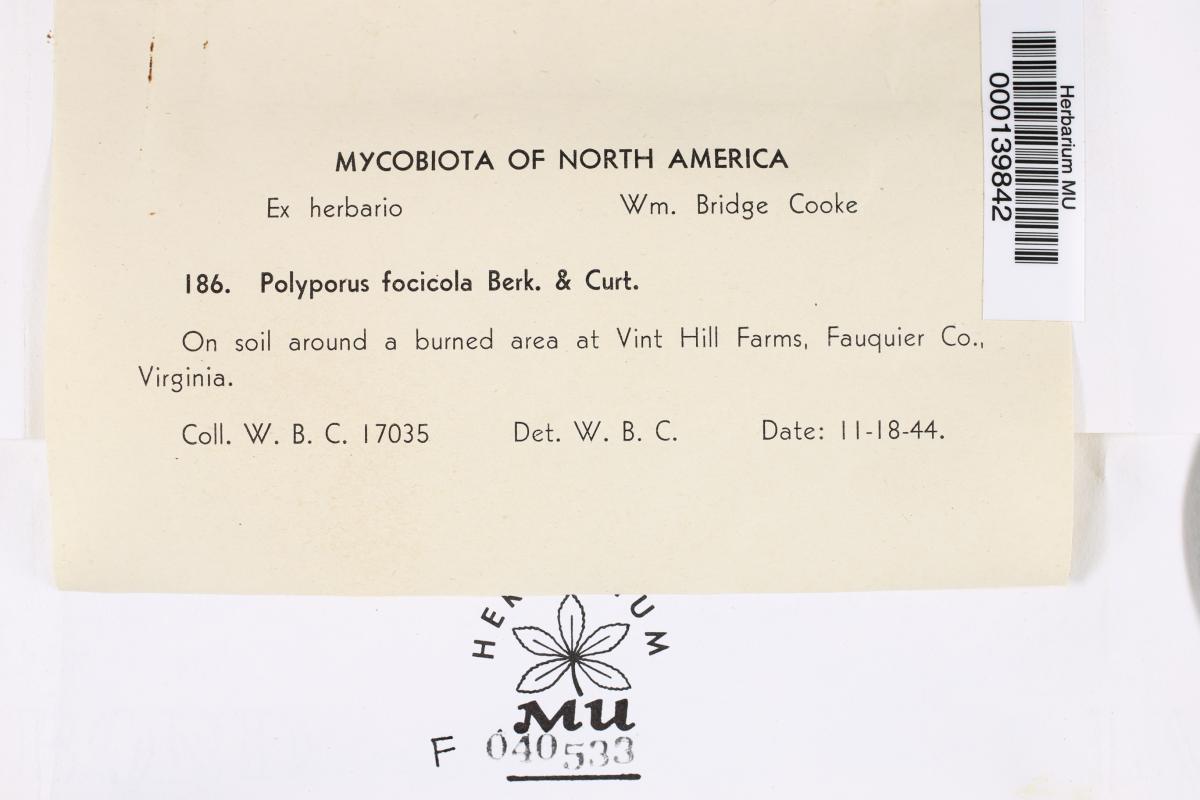 MYCOBIOTA OF NORTH AMERICA
Ex herbario Wm. Bridge Cooke
186. Polyporus focicola Berk. & Curt.
On soil around a burned area at Vint Hill Farms, Fauquier Co.,
Virginia.
Coll. W. B. C. 17035 Det. W. B. C. Date: 11-18-44.
Herbarium MU
000139842
MU
F 040533